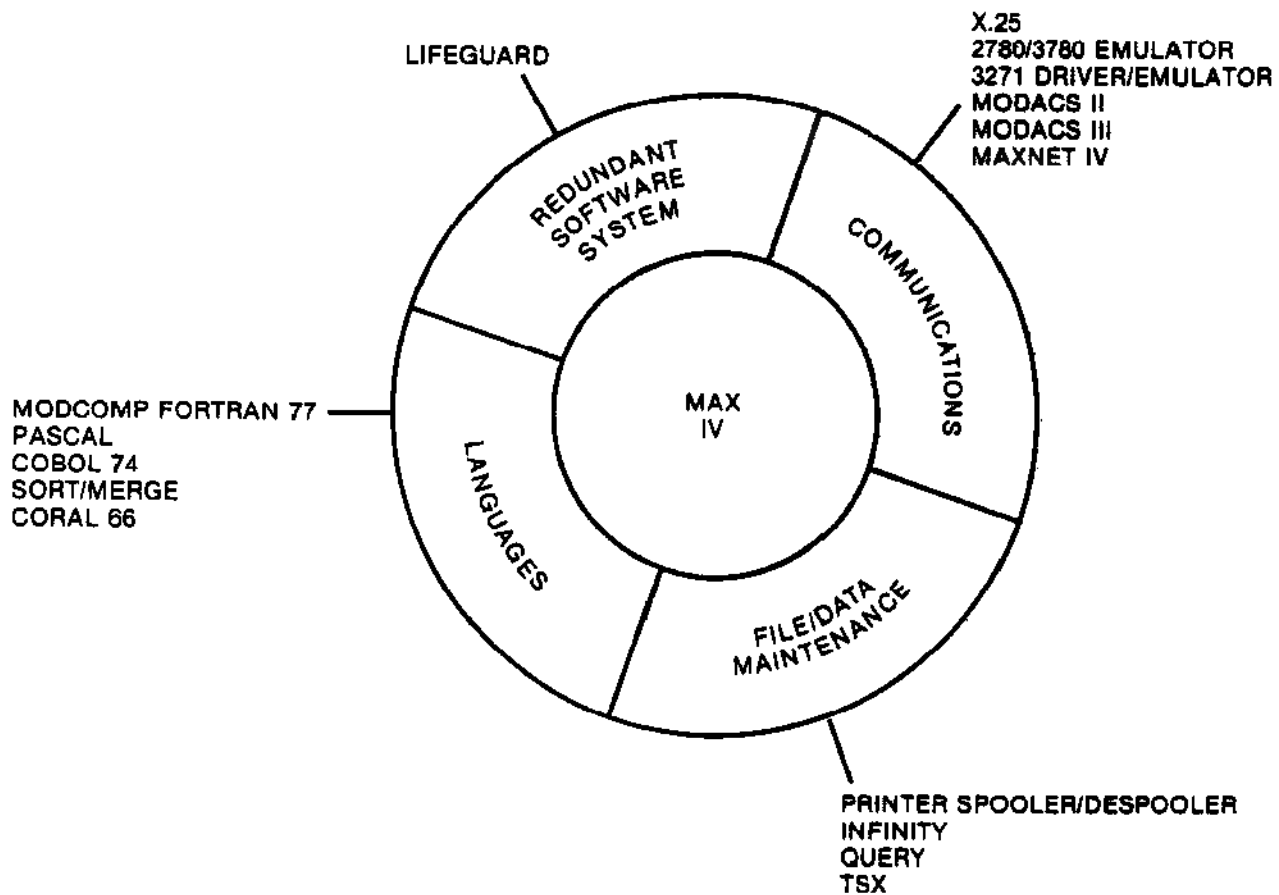 LIFEGUARD
X.25
2780/3780 EMULATOR
3271 DRIVER/EMULATOR
MODACS II
MODACS III
MAXNET IV
REDUNDANT
SOFTWARE
SYSTEM
COMMUNICATIONS
MAX
IV
MODCOMP FORTRAN 77
PASCAL
COBOL 74
SORT/MERGE
CORAL 66
LANGUAGES
FILE/DATA
MAINTENANCE
PRINTER SPOOLER/DESPOOLER
INFINITY
QUERY
TSX